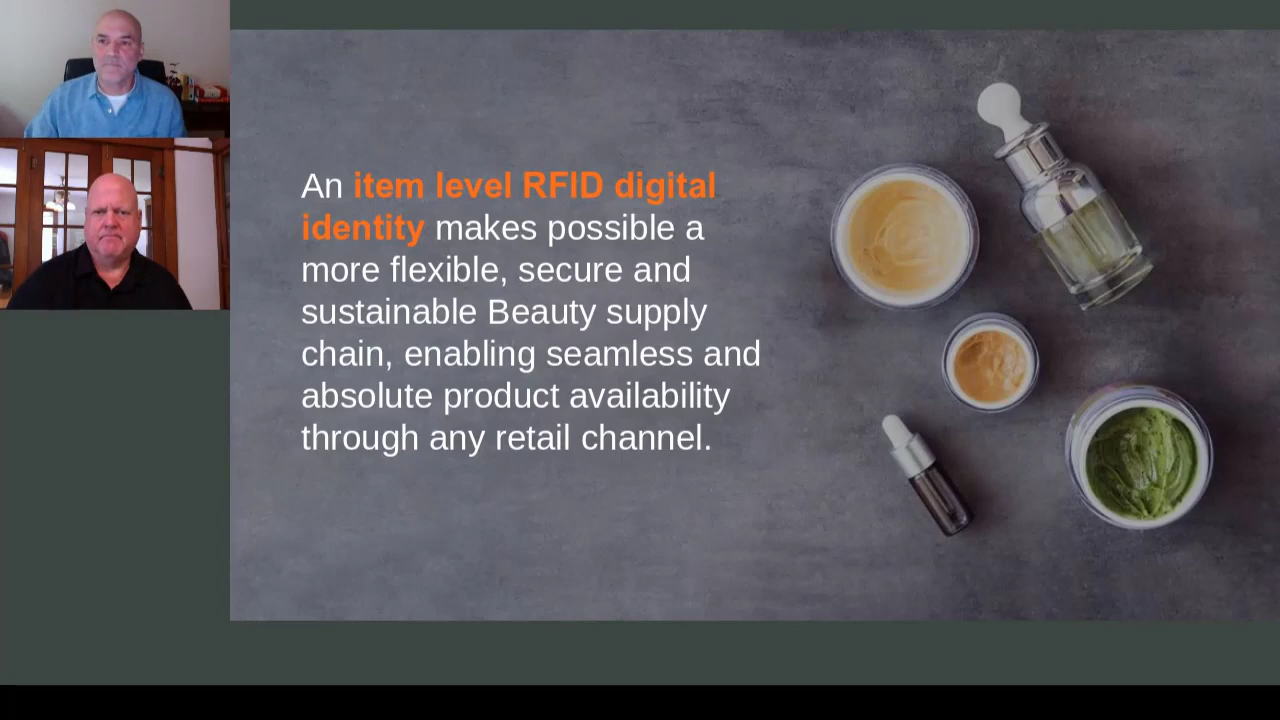 An item level RFID digital
identity makes possible a
more flexible, secure and
sustainable Beauty supply
chain, enabling seamless and
absolute product availability
through any retail channel.